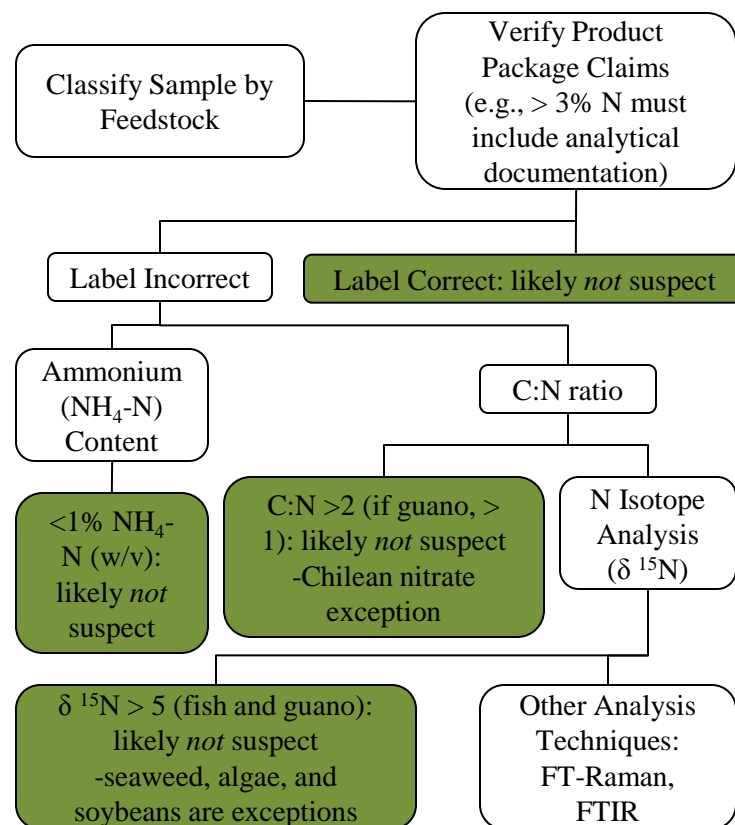 Classify Sample by
Feedstock
Verify Product
Package Claims
(e.g., > 3% N must
include analytical
documentation)
Label Incorrect
Label Correct: likely not suspect
Ammonium
(NH₄-N)
Content
C:N ratio
<1% NH₄-
N (w/v):
likely not
suspect
C:N >2 (if guano, >
1): likely not suspect
-Chilean nitrate
exception
N Isotope
Analysis
(δ ¹⁵N)
δ ¹⁵N > 5 (fish and guano):
likely not suspect
-seaweed, algae, and
soybeans are exceptions
Other Analysis
Techniques:
FT-Raman,
FTIR